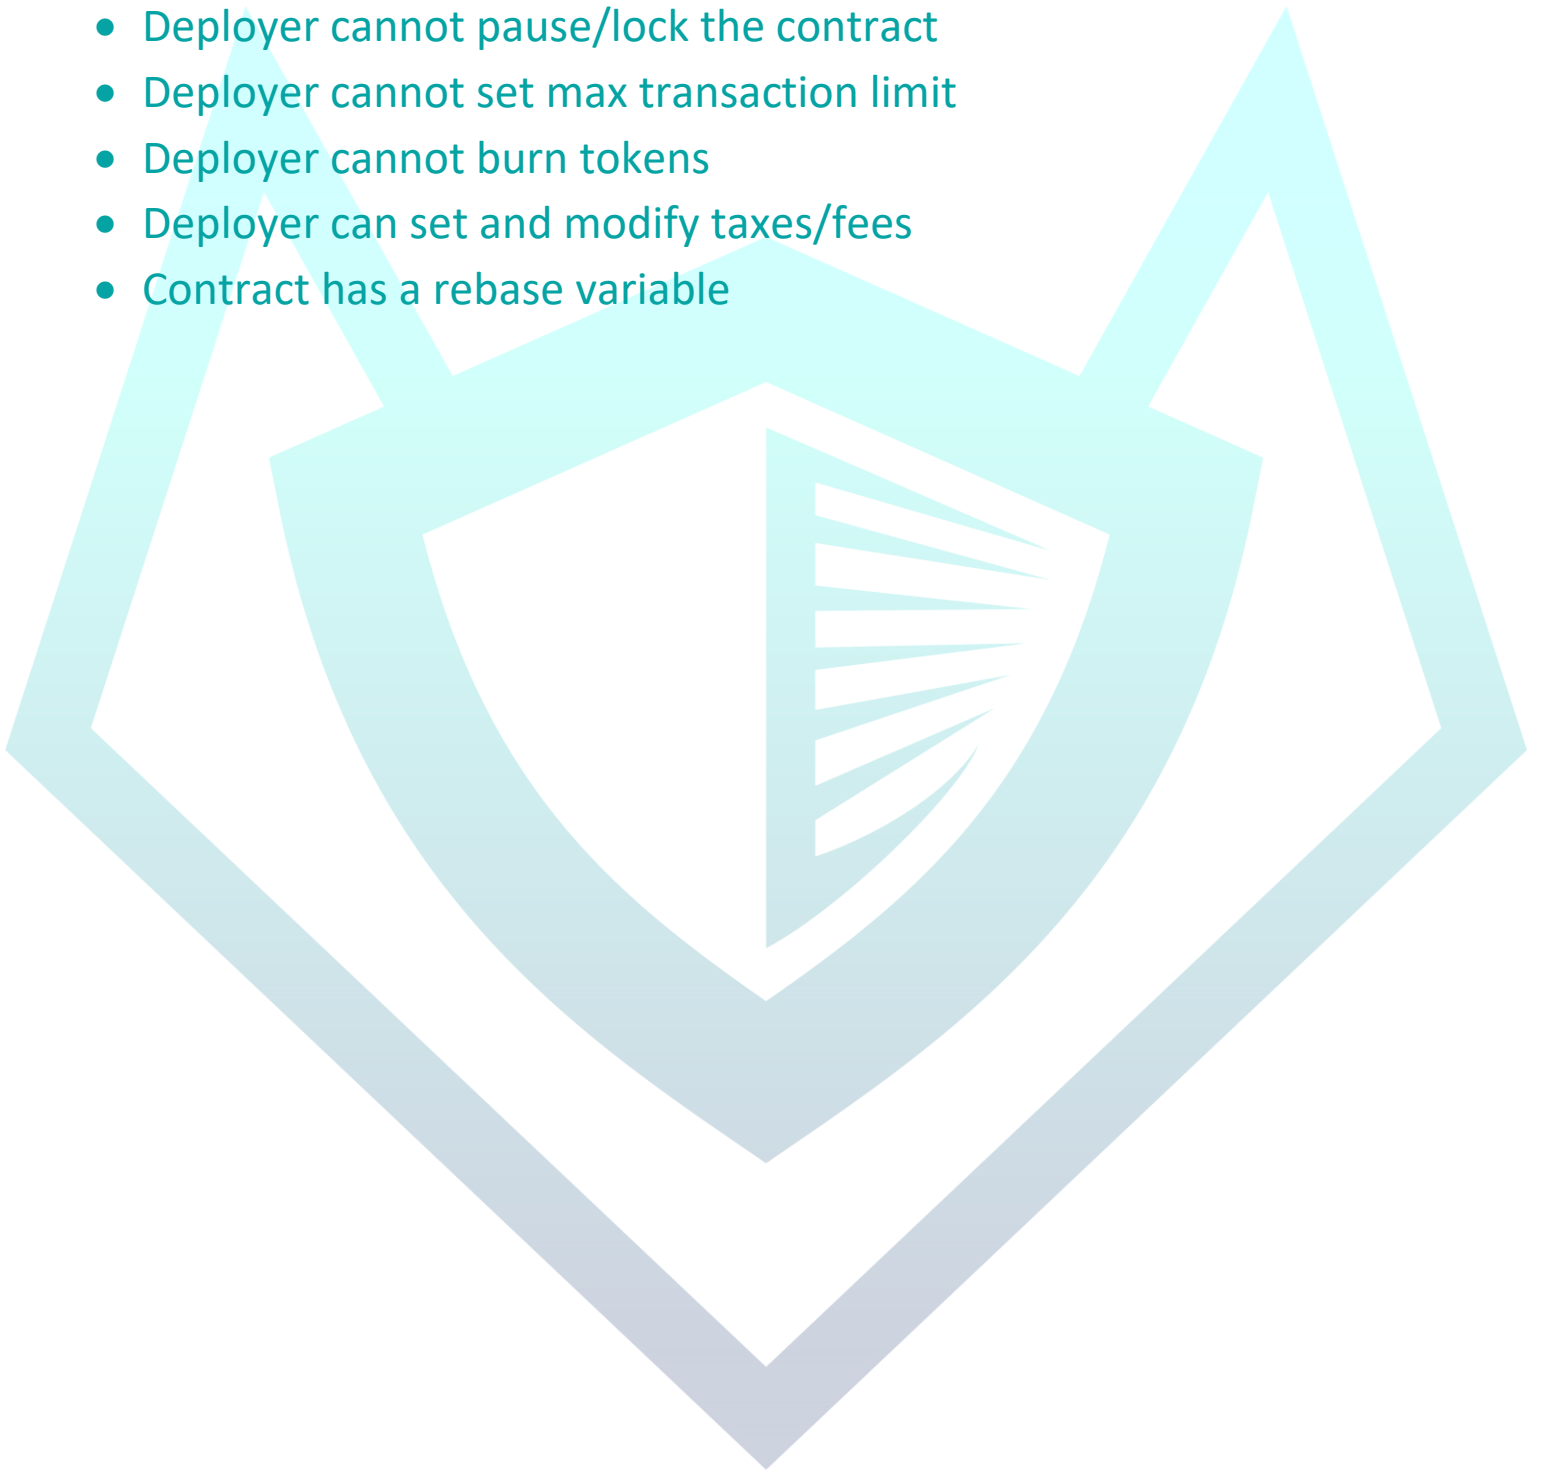 • Deployer cannot pause/lock the contract
• Deployer cannot set max transaction limit
• Deployer cannot burn tokens
• Deployer can set and modify taxes/fees
• Contract has a rebase variable